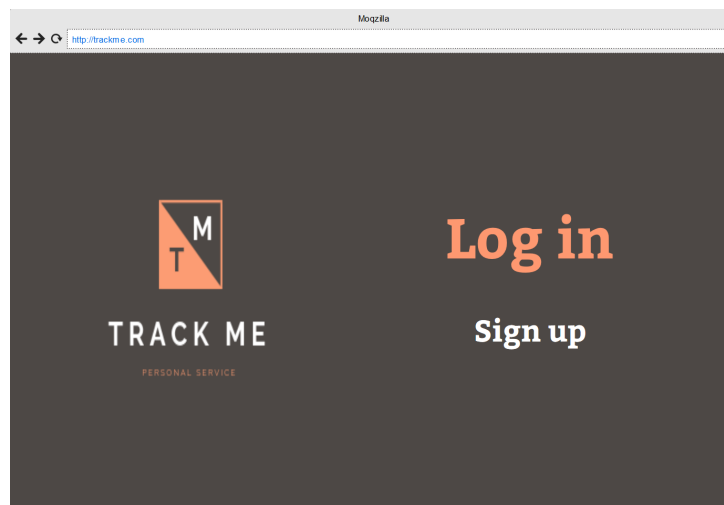 Moqzilla
http://trackme.com
M
T
TRACK ME
PERSONAL SERVICE
Log in
Sign up